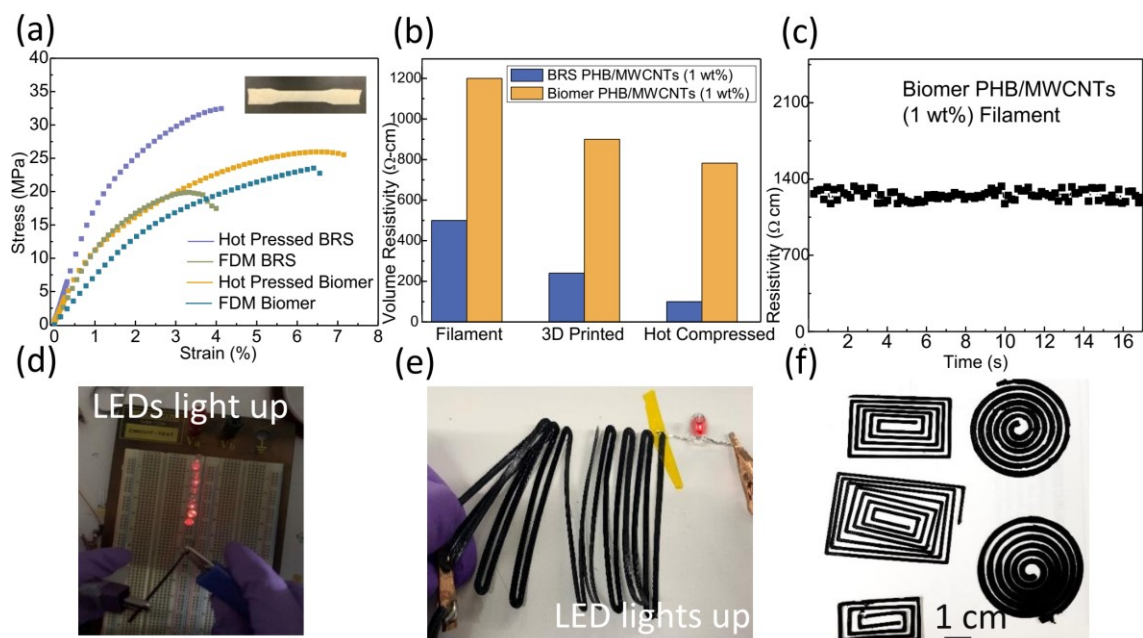 (a)
40
35
30
25
20
15
10
5
0
Stress (MPa)
Hot Pressed BRS
FDM BRS
Hot Pressed Biomer
FDM Biomer
0 1 2 3 4 5 6 7 8
Strain (%)
(b)
1200
1000
800
600
400
200
0
Volume Resistivity (Ω-cm)
BRS PHB/MWCNTs (1 wt%)
Biomer PHB/MWCNTs (1 wt%)
Filament 3D Printed Hot Compressed
(c)
2100
1400
700
0
Resistivity (Ω cm)
Biomer PHB/MWCNTs
(1 wt%) Filament
2 4 6 8 10 12 14 16
Time (s)
(d)
LEDs light up
(e)
LED lights up
(f)
1 cm